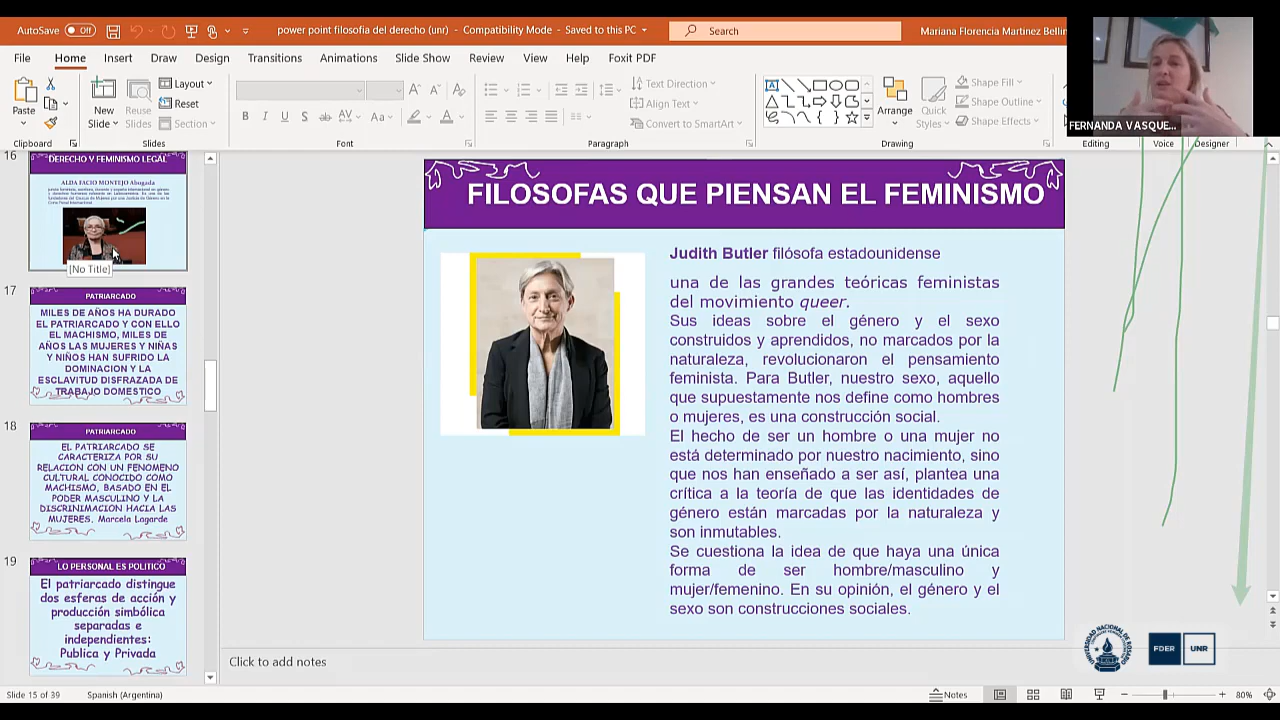 AutoSave
Off
power point filosofia del derecho (unr) - Compatibility Mode - Saved to this PC
Search
Mariana Florencia Martinez Bellin
File Home Insert Draw Design Transitions Animations Slide Show Review View Help Foxit PDF
Paste
New
Slide
Reuse
Slides
Layout
Reset
Section
Text Direction
Align Text
Convert to SmartArt
Arrange
Quick
Styles
Shape Fill
Shape Outline
Shape Effects
Clipboard
Slides
Font
Paragraph
Drawing
Editing
Voice
Designer
FERNANDA VASQUE...
16
DERECHO Y FEMINISMO LEGAL
ALDA FACIO MONTEJO Abogada
[No Title]
17
PATRIARCADO
MILES DE AÑOS HA DURADO
EL PATRIARCADO Y CON ELLO
EL MACHISMO, MILES DE
AÑOS LAS MUJERES Y NIÑAS
Y NIÑOS HAN SUFRIDO LA
DOMINACION Y LA
ESCLAVITUD DISFRAZADA DE
TRABAJO DOMESTICO
18
PATRIARCADO
EL PATRIARCADO SE
CARACTERIZA POR SU
RELACION CON UN FENOMENO
CULTURAL CONOCIDO COMO
MACHISMO, BASADO EN EL
PODER MASCULINO Y LA
DISCRINIMACION HACIA LAS
MUJERES. Marcela Lagarde
19
LO PERSONAL ES POLITICO
El patriarcado distingue
dos esferas de acción y
producción simbólica
separadas e
independientes:
Publica y Privada
FILOSOFAS QUE PIENSAN EL FEMINISMO
Judith Butler filósofa estadounidense
una de las grandes teóricas feministas
del movimiento queer.
Sus ideas sobre el género y el sexo
construidos y aprendidos, no marcados por la
naturaleza, revolucionaron el pensamiento
feminista. Para Butler, nuestro sexo, aquello
que supuestamente nos define como hombres
o mujeres, es una construcción social.
El hecho de ser un hombre o una mujer no
está determinado por nuestro nacimiento, sino
que nos han enseñado a ser así, plantea una
crítica a la teoría de que las identidades de
género están marcadas por la naturaleza y
son inmutables.
Se cuestiona la idea de que haya una única
forma de ser hombre/masculino y
mujer/femenino. En su opinión, el género y el
sexo son construcciones sociales.
UNIVERSIDAD NACIONAL DE ROSARIO
FDER
UNR
Click to add notes
Slide 15 of 39
Spanish (Argentina)
Notes
80%